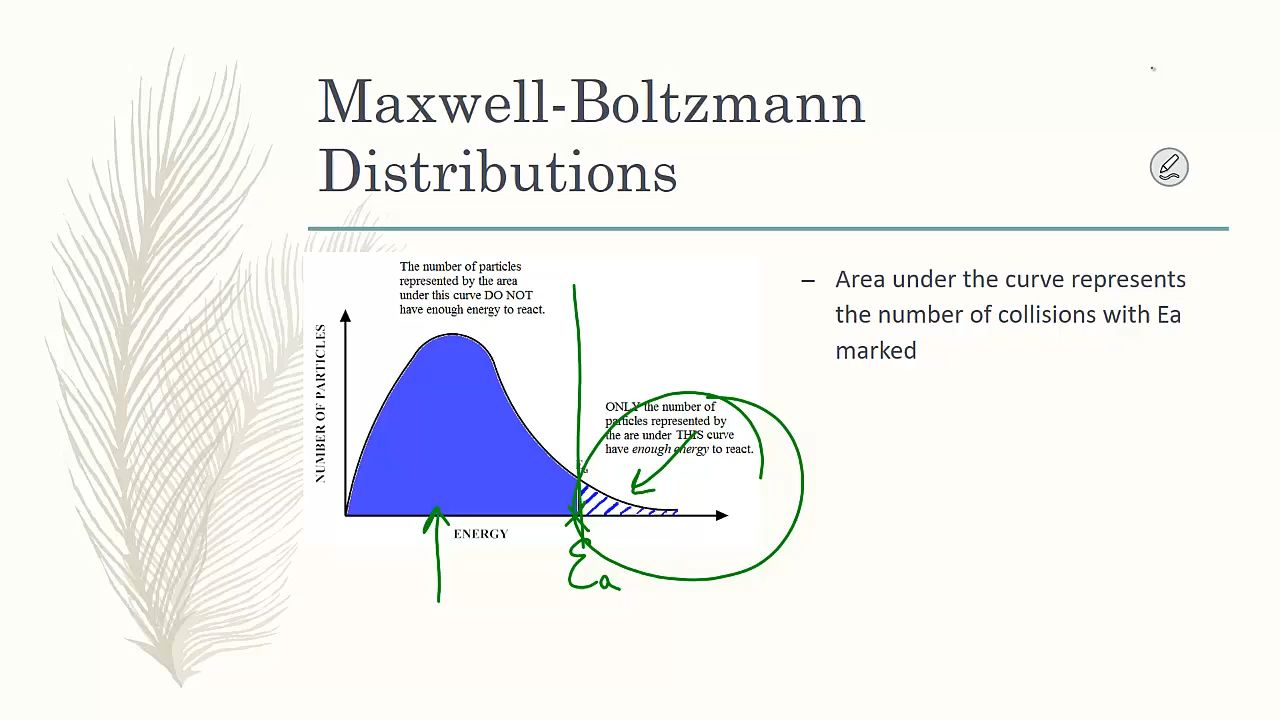 Maxwell-Boltzmann
Distributions
The number of particles
represented by the area
under this curve DO NOT
have enough energy to react.
NUMBER OF PARTICLES
ONLY the number of
particles represented by
the are under THIS curve
have enough energy to react.
Ea
ENERGY
Ea
– Area under the curve represents
the number of collisions with Ea
marked